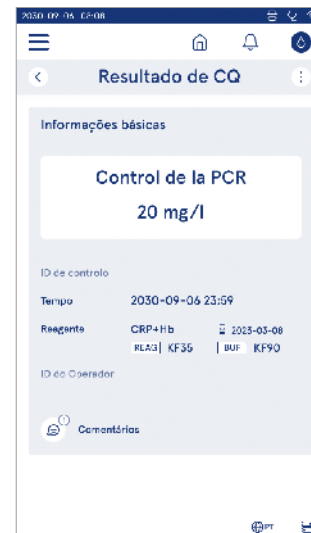 2030-09-06 08:08
Resultado de CQ
Informações básicas
Control de la PCR
20 mg/l
ID de controlo
Tempo 2030-09-06 23:59
Reagente CRP+Hb 2023-03-08
REAG KF35 BUF KF90
ID do Operador
Comentários
PT